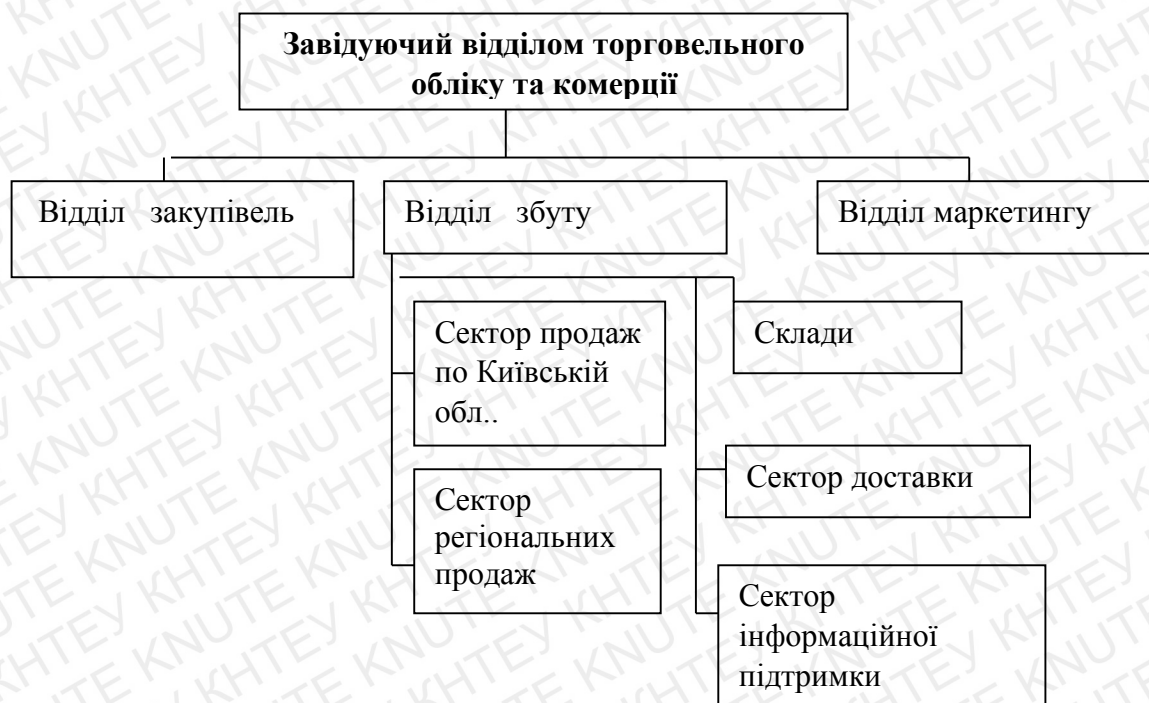 Завідуючий відділом торговельного
обліку та комерції
Відділ закупівель
Відділ збуту
Відділ маркетингу
Сектор продаж
по Київській
обл..
Склади
Сектор доставки
Сектор
регіональних
продаж
Сектор
інформаційної
підтримки